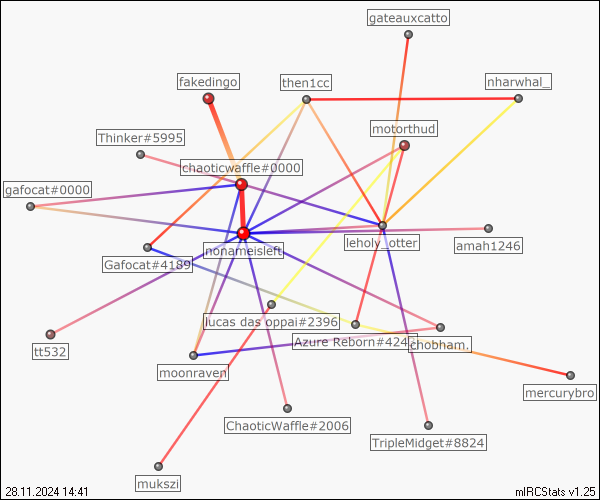 gateauxcatto
fakedingo
then1cc
nharwhal_
motorthud
Thinker#5995
chaoticwaffle#0000
gafocat#0000
leholy_otter
amah1246
nonameisleft
Gafocat#4189
lucas das oppai#2396
Azure Reborn#424
chobham.
tt532
moonraven
mercurybro
ChaoticWaffle#2006
TripleMidget#8824
mukszi
28.11.2024 14:41
mIRCStats v1.25